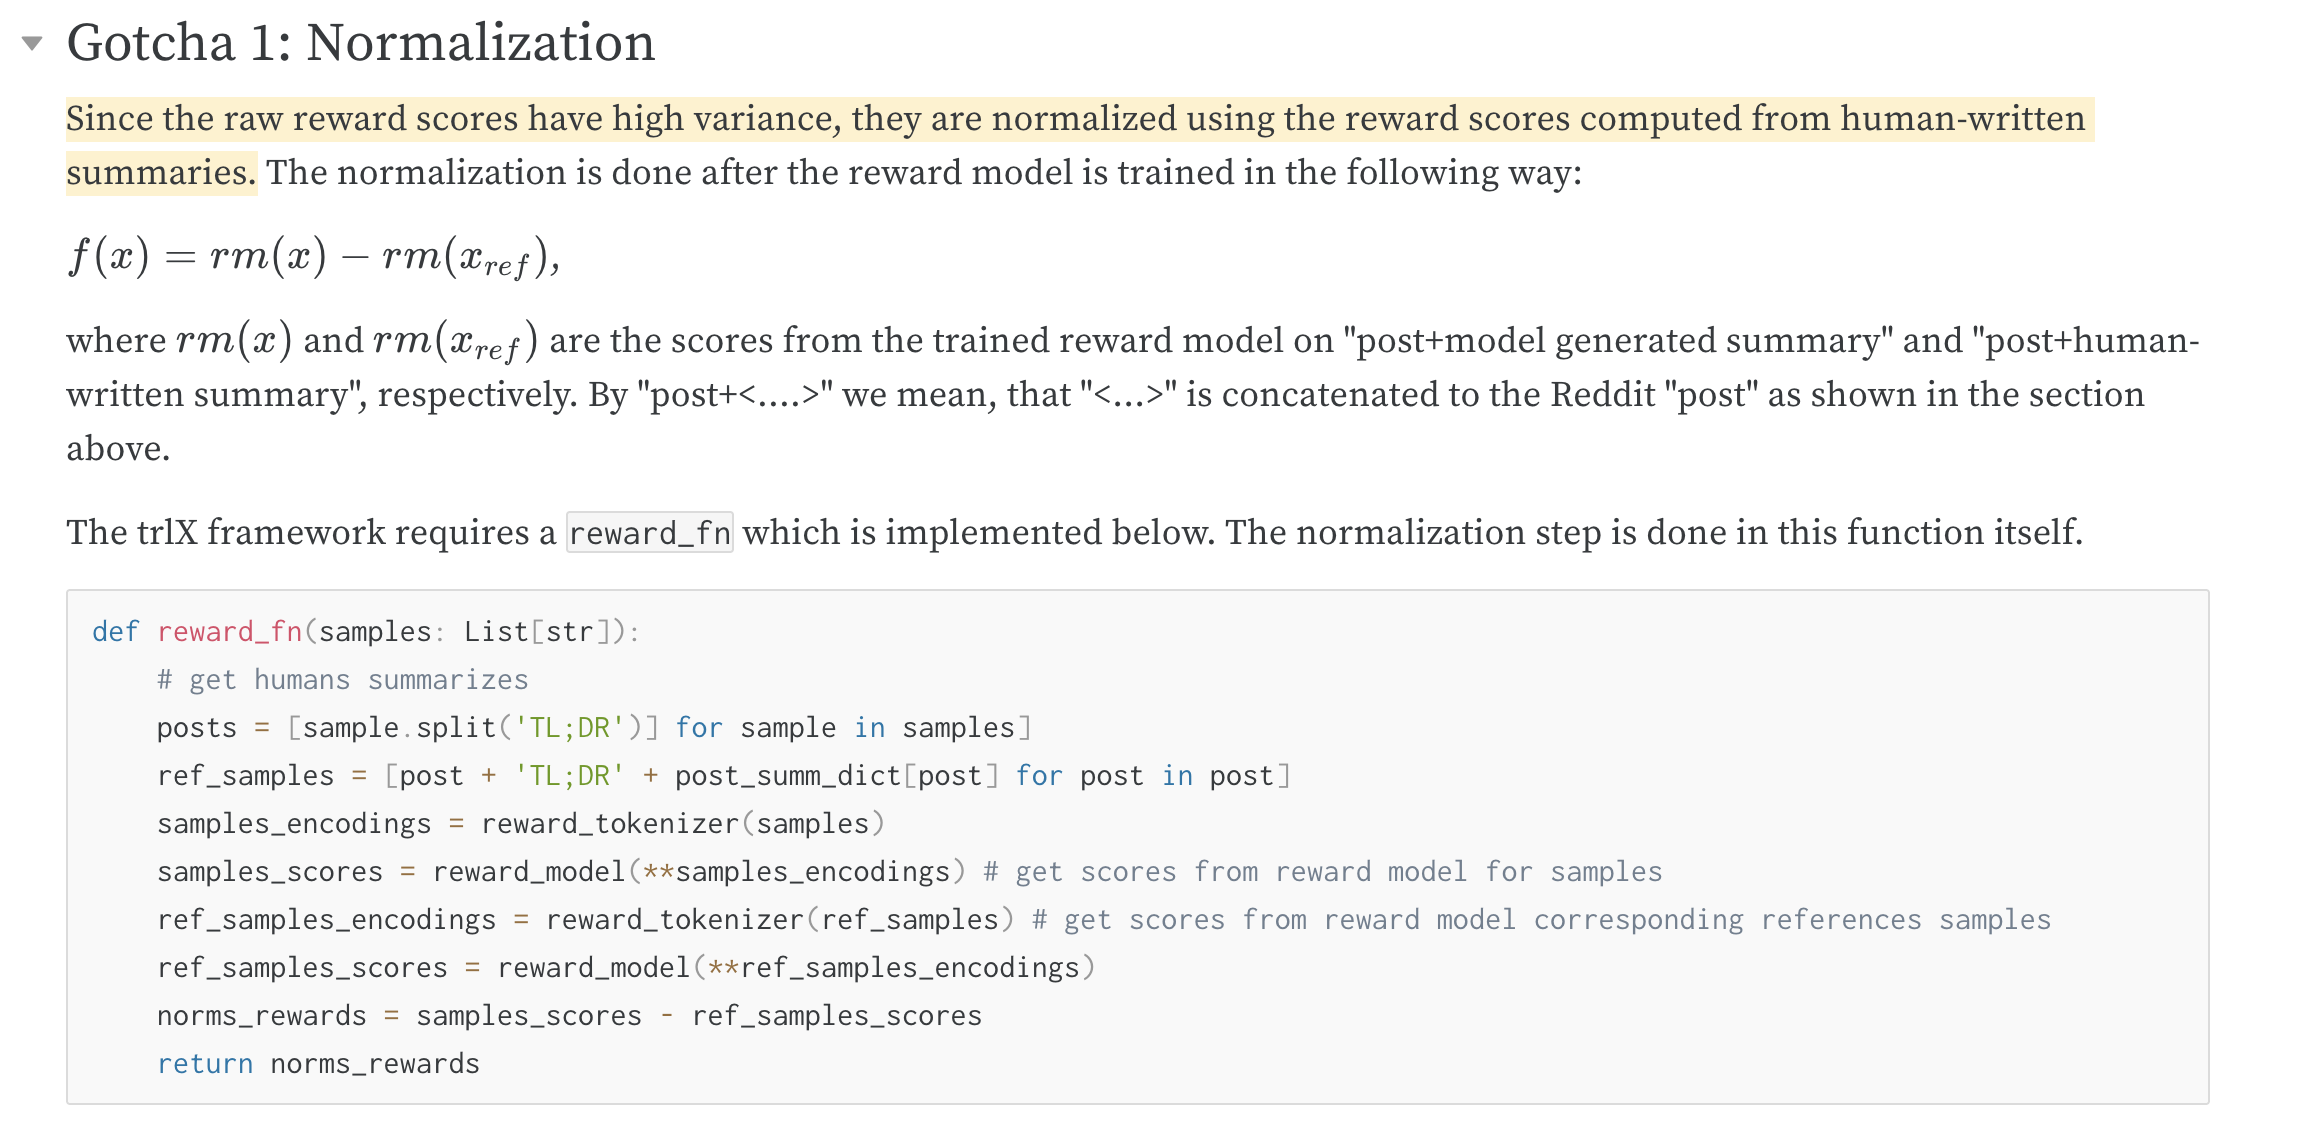 Gotcha 1: Normalization
Since the raw reward scores have high variance, they are normalized using the reward scores computed from human-written
summaries. The normalization is done after the reward model is trained in the following way:
f(x) = rm(x) − rm(x_{ref}),
where rm(x) and rm(x_{ref}) are the scores from the trained reward model on "post+model generated summary" and "post+human-
written summary", respectively. By "post+<....>" we mean, that "<...>" is concatenated to the Reddit "post" as shown in the section
above.
The trlX framework requires a reward_fn which is implemented below. The normalization step is done in this function itself.
def reward_fn(samples: List[str]):
    # get humans summarizes
    posts = [sample.split('TL;DR')] for sample in samples]
    ref_samples = [post + 'TL;DR' + post_summ_dict[post] for post in post]
    samples_encodings = reward_tokenizer(samples)
    samples_scores = reward_model(**samples_encodings) # get scores from reward model for samples
    ref_samples_encodings = reward_tokenizer(ref_samples) # get scores from reward model corresponding references samples
    ref_samples_scores = reward_model(**ref_samples_encodings)
    norms_rewards = samples_scores - ref_samples_scores
    return norms_rewards